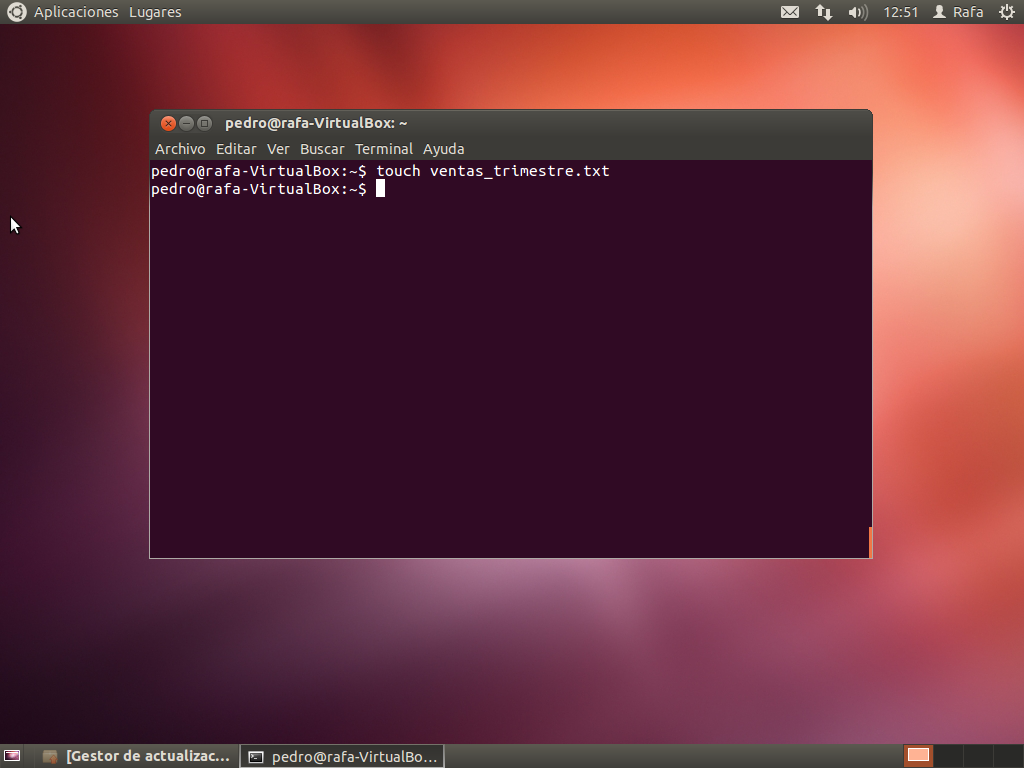 Aplicaciones Lugares 12:51 Rafa
pedro@rafa-VirtualBox: ~
Archivo Editar Ver Buscar Terminal Ayuda
pedro@rafa-VirtualBox:~$ touch ventas_trimestre.txt
pedro@rafa-VirtualBox:~$
[Gestor de actualizac... pedro@rafa-VirtualBo...